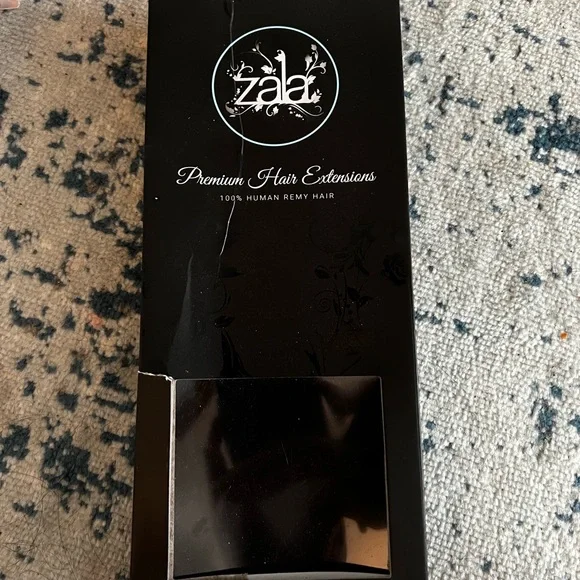 zala
Premium Hair Extensions
100% HUMAN REMY HAIR